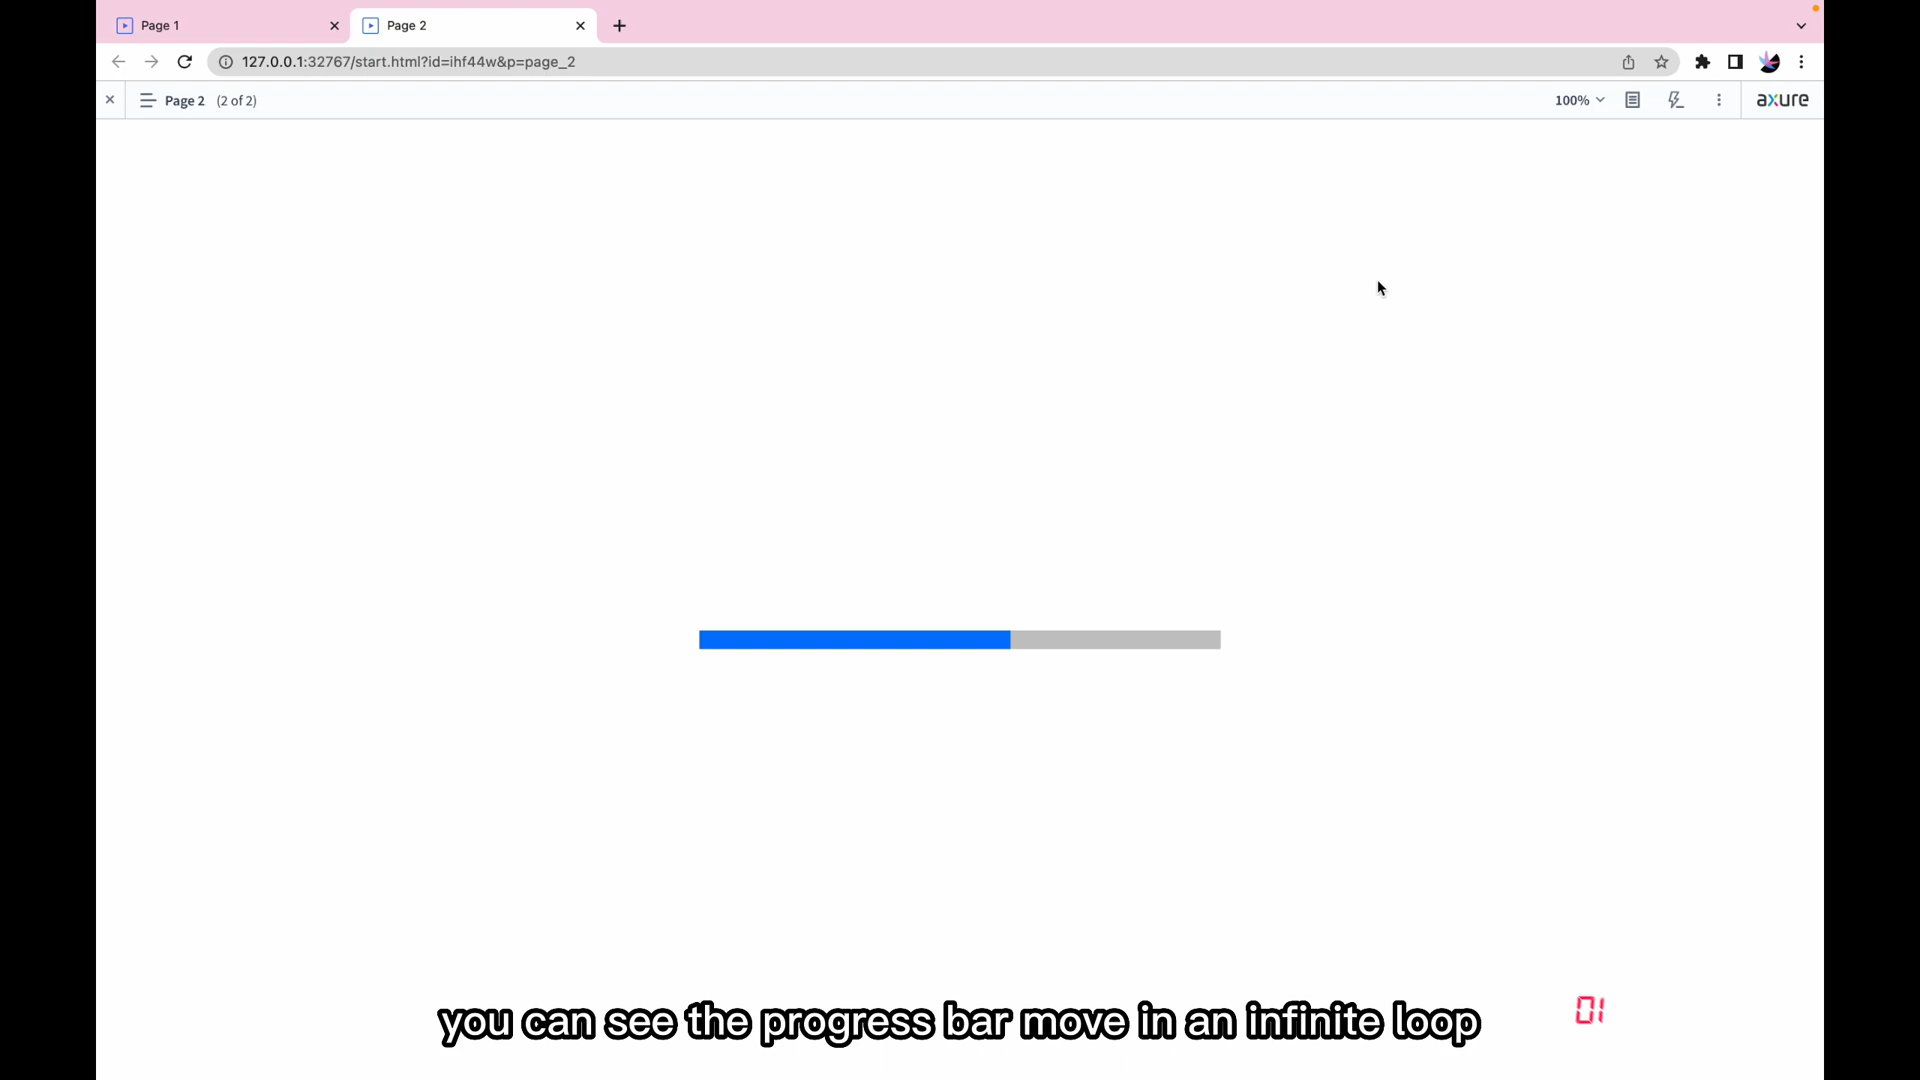 Page 1
Page 2
127.0.0.1:32767/start.html?id=ihf44w&p=page_2
Page 2 (2 of 2)
100%
axure
you can see the progress bar move in an infinite loop
01